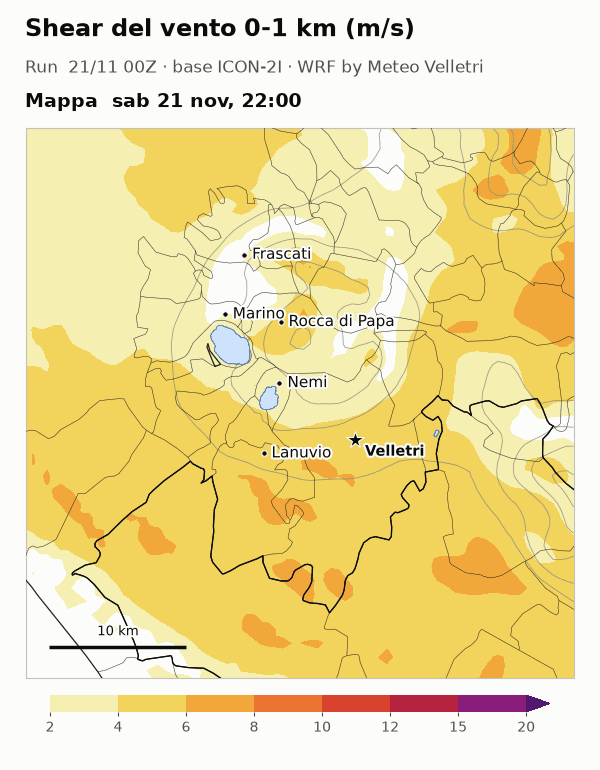 Shear del vento 0-1 km (m/s)
Run  21/11 00Z · base ICON-2I · WRF by Meteo Velletri
Mappa  sab 21 nov, 22:00
Frascati
Marino
Rocca di Papa
Nemi
Velletri
Lanuvio
10 km
2 4 6 8 10 12 15 20